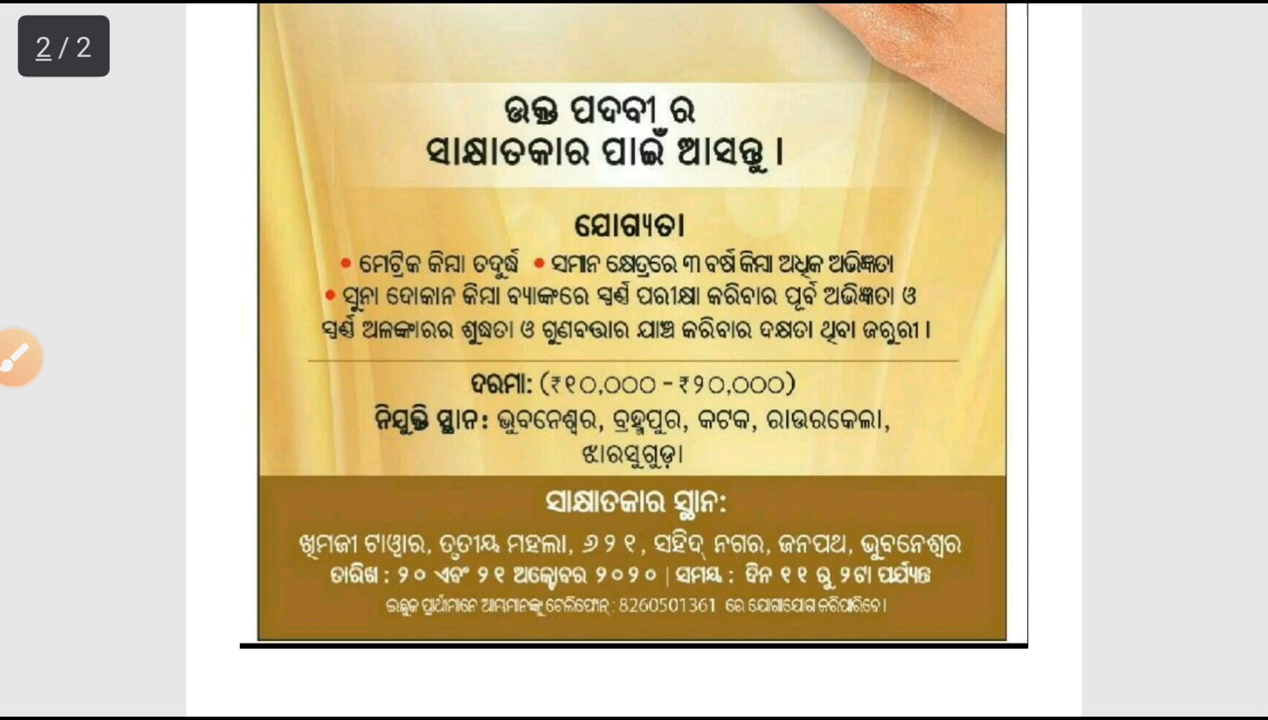 2 / 2
ଉକ୍ତ ପଦବୀ ର
ସାକ୍ଷାତକାର ପାଇଁ ଆସନ୍ତୁ ।
ଯୋଗ୍ୟତା
• ମେଟ୍ରିକ କିମ୍ବା ତଦୁର୍ଦ୍ଧ • ସମାନ କ୍ଷେତ୍ରରେ ୩ ବର୍ଷ କିମ୍ବା ଅଧିକ ଅଭିଜ୍ଞତା
• ସୁନା ଦୋକାନ କିମ୍ବା ବ୍ୟାଙ୍କରେ ସ୍ୱର୍ଣ୍ଣ ପରୀକ୍ଷା କରିବାର ପୂର୍ବ ଅଭିଜ୍ଞତା ଓ
ସ୍ୱର୍ଣ୍ଣ ଅଳଙ୍କାରର ଶୁଦ୍ଧତା ଓ ଗୁଣବତ୍ତାର ଯାଞ୍ଚ କରିବାର ଦକ୍ଷତା ଥିବା ଜରୁରୀ ।
ଦରମା: (₹୧୦,୦୦୦ - ₹୨୦,୦୦୦)
ନିଯୁକ୍ତି ସ୍ଥାନ: ଭୁବନେଶ୍ୱର, ବ୍ରହ୍ମପୁର, କଟକ, ରାଉରକେଲା,
ଝାରସୁଗୁଡ଼ା
ସାକ୍ଷାତକାର ସ୍ଥାନ:
ଖିମଜୀ ଟାୱାର, ତୃତୀୟ ମହଲା, ୬୨୧, ସହିଦ୍ ନଗର, ଜନପଥ, ଭୁବନେଶ୍ୱର
ତାରିଖ : ୨୦ ଏବଂ ୨୧ ଅକ୍ଟୋବର ୨୦୨୦ | ସମୟ : ଦିନ ୧୧ ରୁ ୨ଟା ପର୍ଯ୍ୟନ୍ତ
ଇଛୁକ ପ୍ରାର୍ଥୀମାନେ ଆମ୍ଭମାନଙ୍କୁ ଟେଲିଫୋନ୍ : 8260501361 ରେ ଯୋଗାଯୋଗ କରିପାରିବେ ।